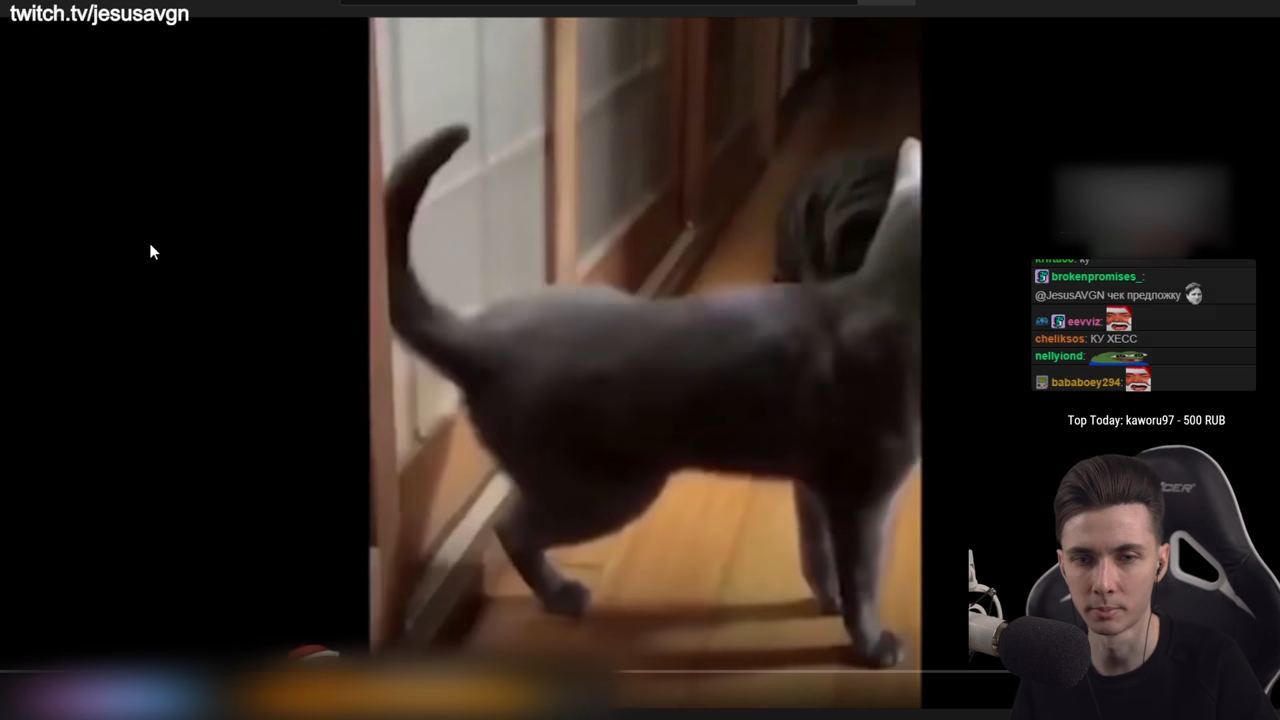 twitch.tv/jesusavgn
brokenpromises_:
@JesusAVGN чек предложку
eevviz:
cheliksos: КУ ХЕСС
nellyiond:
bababoey294:
Top Today: kaworu97 - 500 RUB